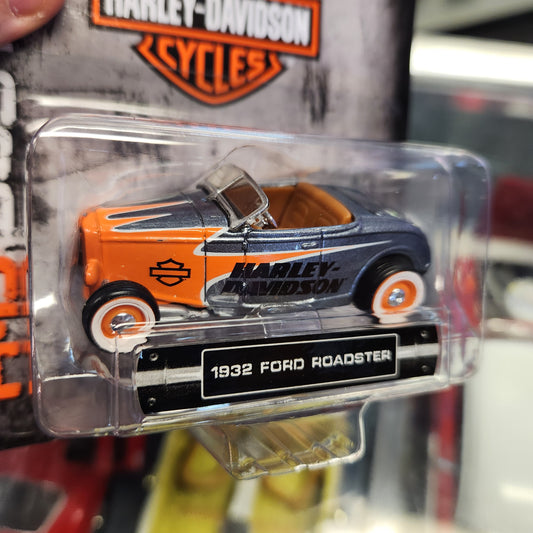 HARLEY-DAVIDSON
CYCLES
HARLEY-
DAVIDSON
1932 FORD ROADSTER